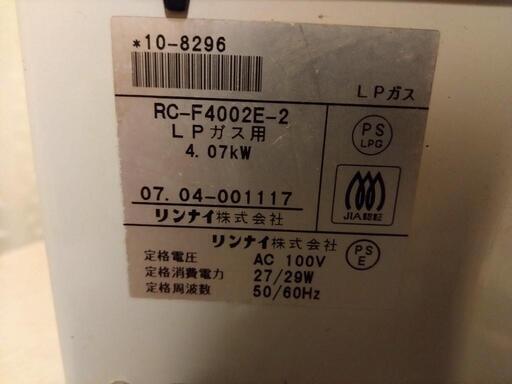 *10-8296
LPガス
RC-F4002E-2
LPガス用
4.07kW
PS
LPG
JIA認証
07.04-001117
リンナイ株式会社
リンナイ株式会社
PS
E
定格電圧 AC 100V
定格消費電力 27/29W
定格周波数 50/60Hz